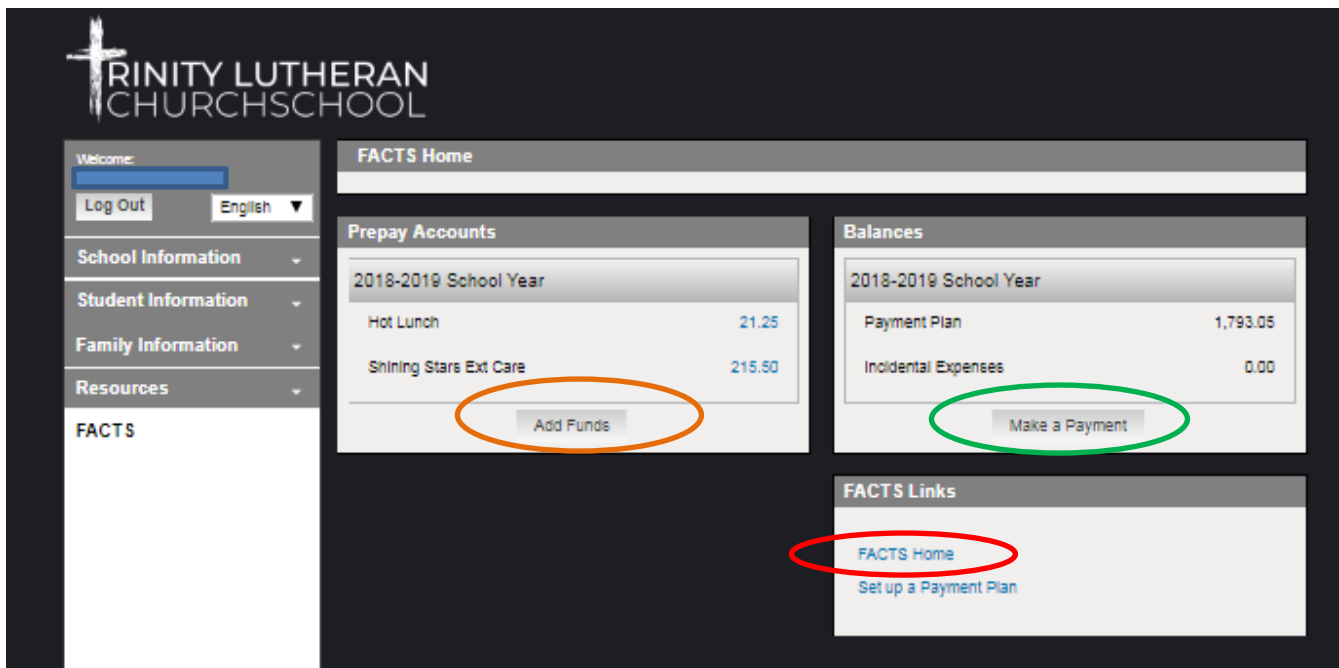 TRINITY LUTHERAN
CHURCHSCHOOL
Welcome:
Log Out English ▼
School Information
Student Information
Family Information
Resources
FACTS
FACTS Home
Prepay Accounts
2018-2019 School Year
Hot Lunch 21.25
Shining Stars Ext Care 215.50
Add Funds
Balances
2018-2019 School Year
Payment Plan 1,793.05
Incidental Expenses 0.00
Make a Payment
FACTS Links
FACTS Home
Set up a Payment Plan